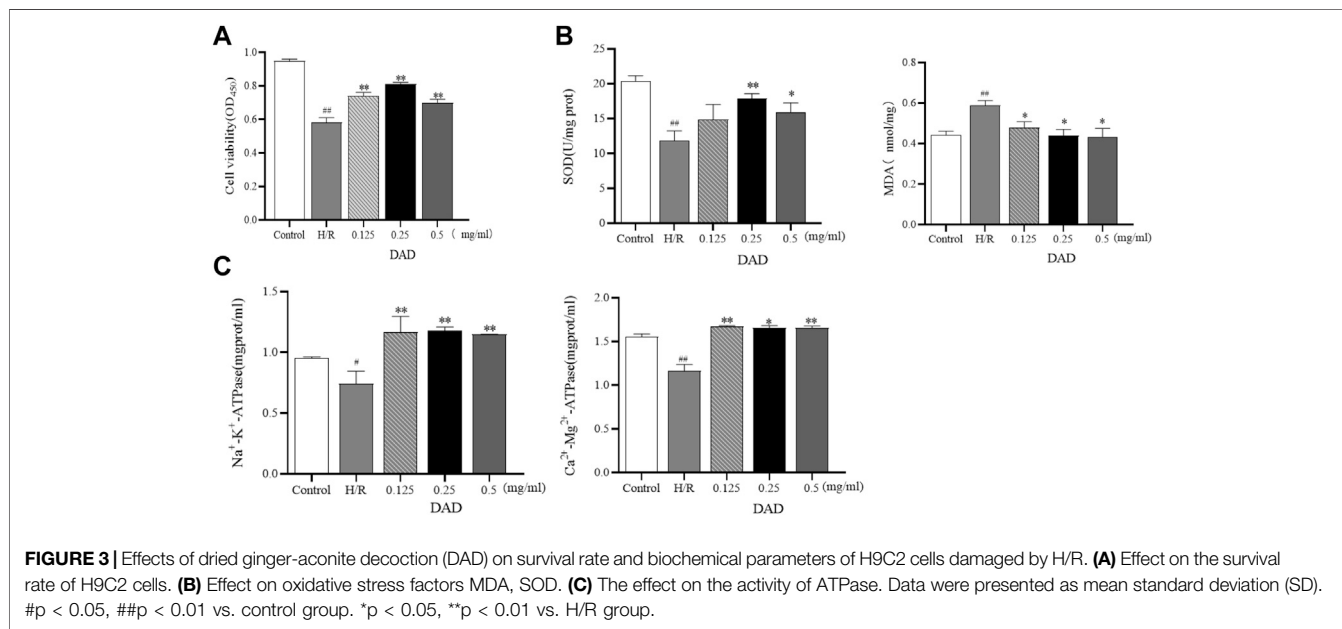 A
Cell viability(OD450)
1.0
0.8
0.6
0.4
0.2
0.0
##
**
**
**
Control H/R 0.125 0.25 0.5 ( mg/ml)
DAD
B
SOD(U/mg prot)
25
20
15
10
5
0
##
**
*
Control H/R 0.125 0.25 0.5 (mg/ml)
DAD
MDA( nmol/mg)
0.8
0.6
0.4
0.2
0.0
##
*
*
*
Control H/R 0.125 0.25 0.5 (mg/ml)
DAD
C
Na+-K+-ATPase(mgprot/ml)
1.5
1.0
0.5
0.0
#
**
**
**
Control H/R 0.125 0.25 0.5 (mg/ml)
DAD
Ca2+-Mg2+-ATPase(mgprot/ml)
2.0
1.5
1.0
0.5
0.0
##
**
*
**
Control H/R 0.125 0.25 0.5 (mg/ml)
DAD
FIGURE 3 | Effects of dried ginger-aconite decoction (DAD) on survival rate and biochemical parameters of H9C2 cells damaged by H/R. (A) Effect on the survival
rate of H9C2 cells. (B) Effect on oxidative stress factors MDA, SOD. (C) The effect on the activity of ATPase. Data were presented as mean standard deviation (SD).
#p < 0.05, ##p < 0.01 vs. control group. *p < 0.05, **p < 0.01 vs. H/R group.